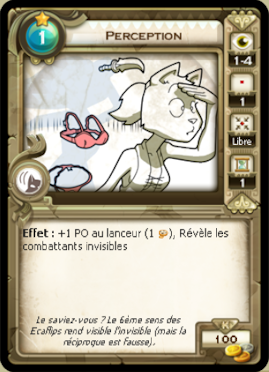 1
Perception
1-4
1
Libre
1
Effet : +1 PO au lanceur (1 ), Révèle les
combattants invisibles
Le saviez-vous ? Le 6ème sens des
Ecaflips rend visible l'invisible (mais la
réciproque est fausse).
K
100